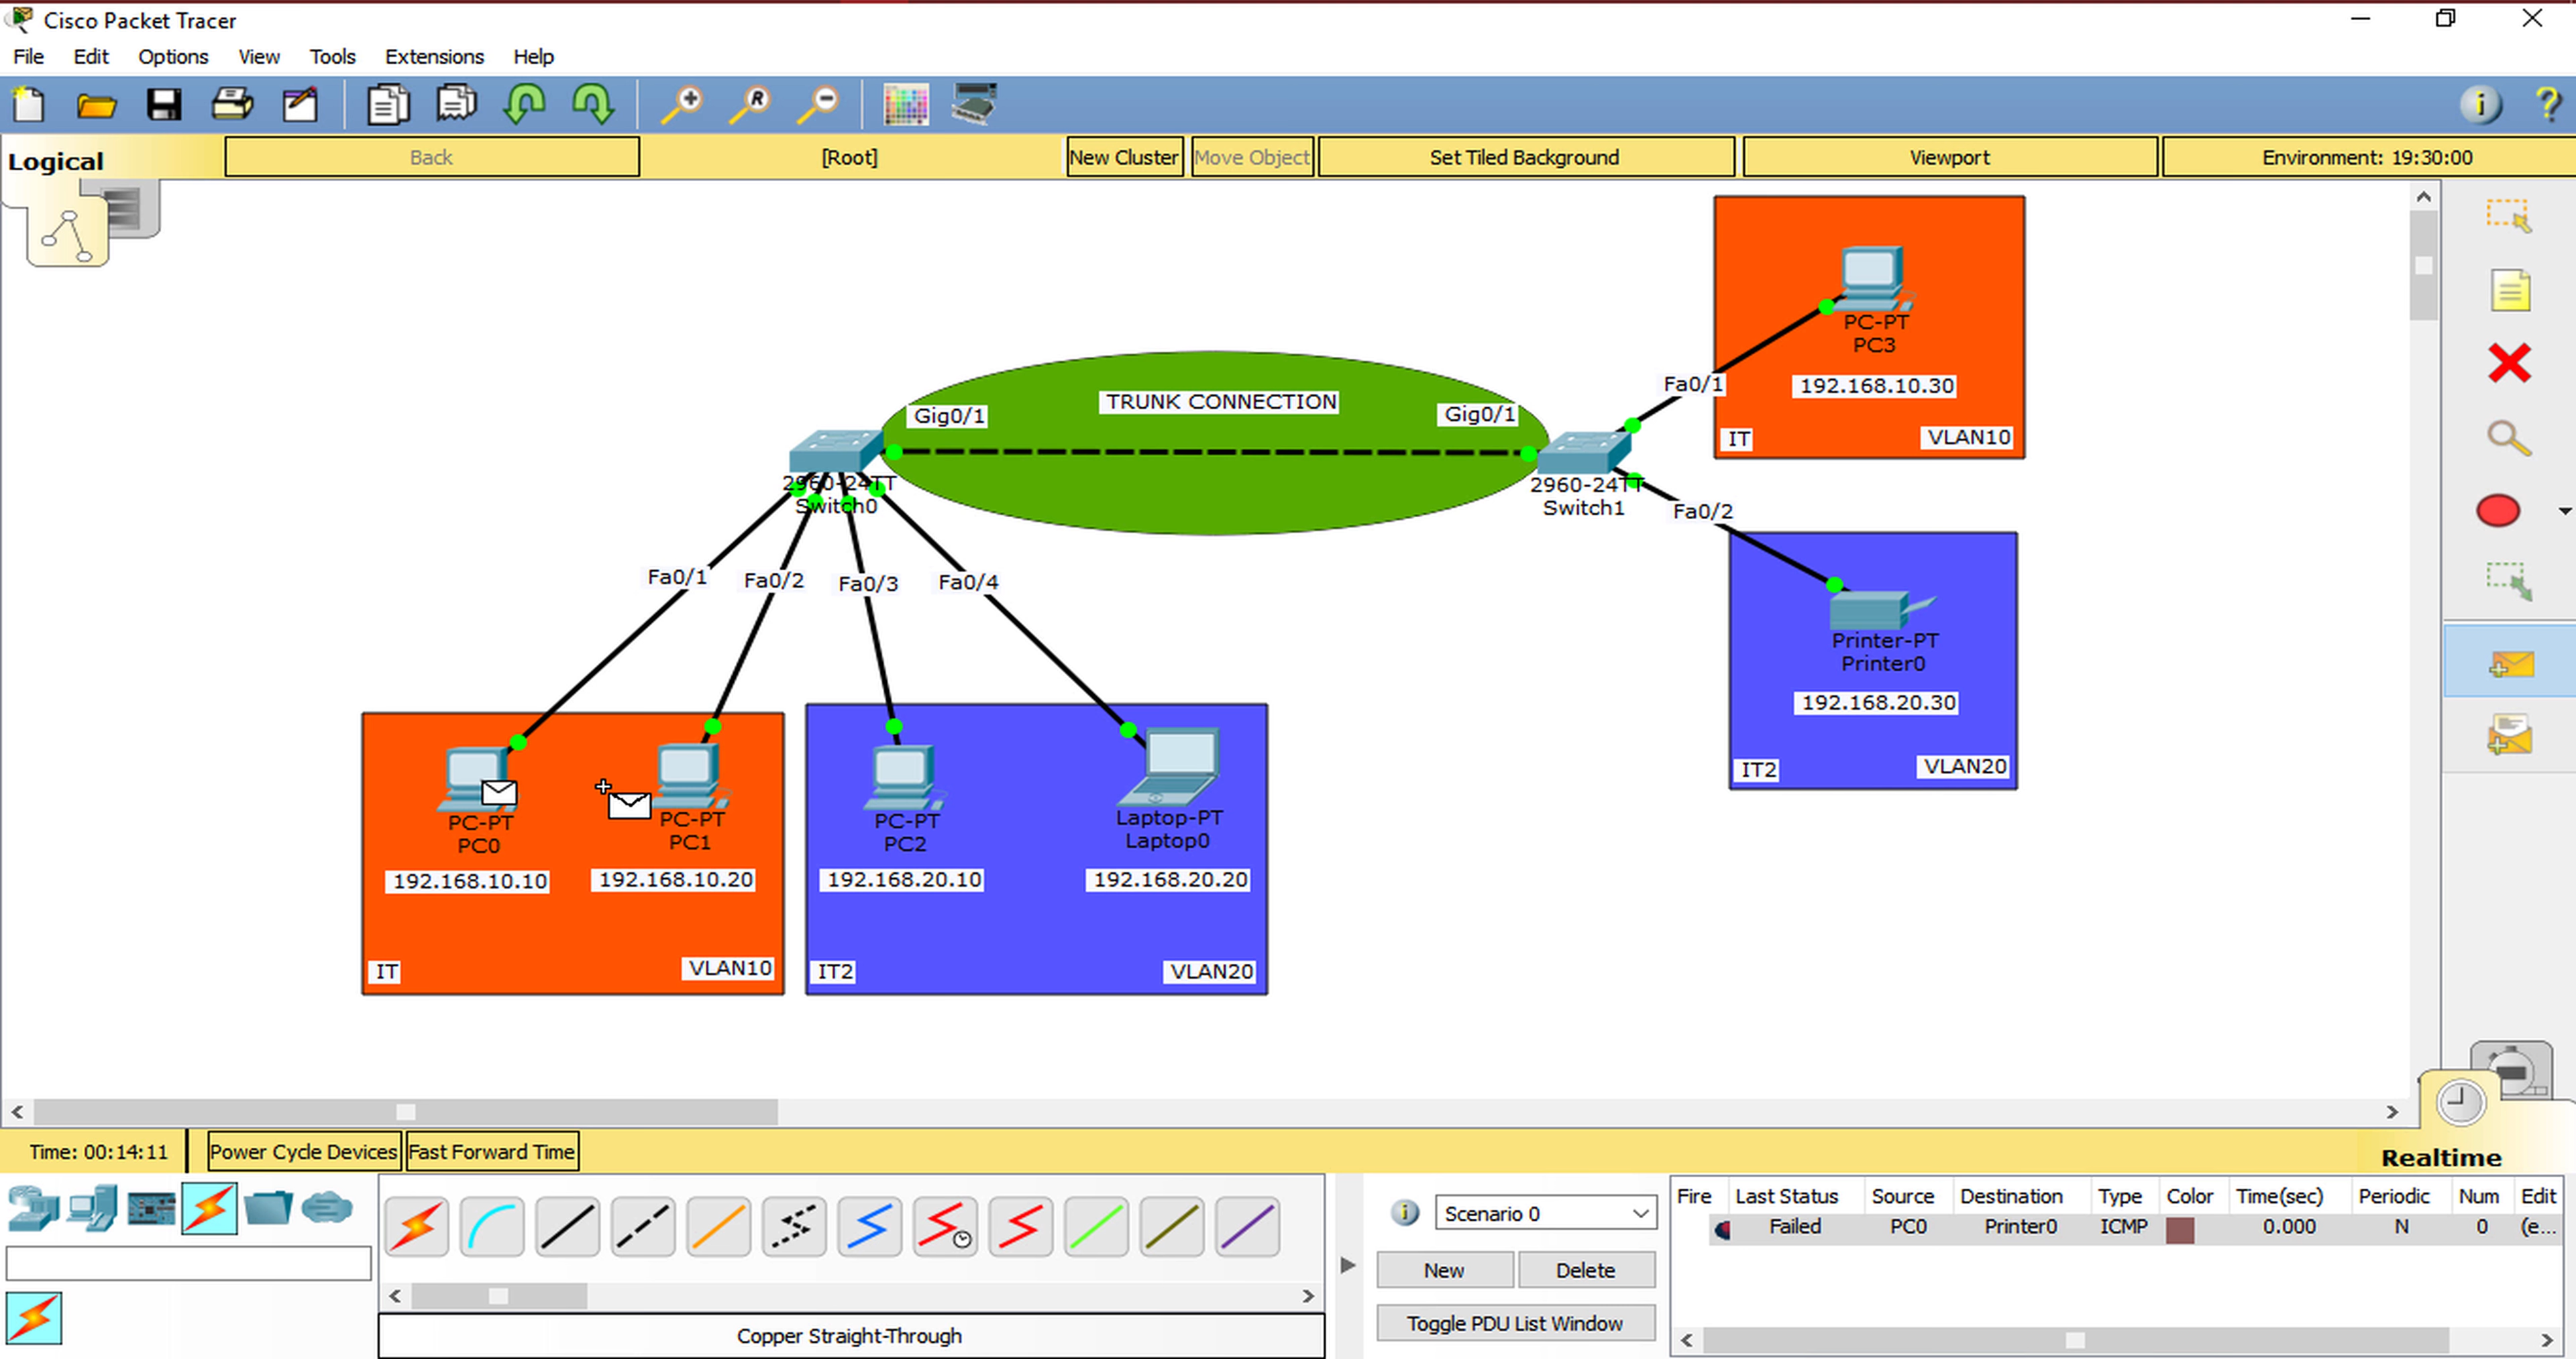 Cisco Packet Tracer
File Edit Options View Tools Extensions Help
R i ?
Logical Back [Root] New Cluster Move Object Set Tiled Background Viewport Environment: 19:30:00
PC-PT
PC3
192.168.10.30
IT VLAN10
Fa0/1
TRUNK CONNECTION
Gig0/1 Gig0/1
2960-24TT
Switch0
2960-24TT
Switch1
Fa0/2
Fa0/1 Fa0/2 Fa0/3 Fa0/4
Printer-PT
Printer0
192.168.20.30
IT2 VLAN20
PC-PT
PC0
192.168.10.10
PC-PT
PC1
192.168.10.20
IT VLAN10
PC-PT
PC2
192.168.20.10
Laptop-PT
Laptop0
192.168.20.20
IT2 VLAN20
Time: 00:14:11 Power Cycle Devices Fast Forward Time
Realtime
i Scenario 0
New Delete
Toggle PDU List Window
Fire Last Status Source Destination Type Color Time(sec) Periodic Num Edit
Failed PC0 Printer0 ICMP 0.000 N 0 (e...
Copper Straight-Through